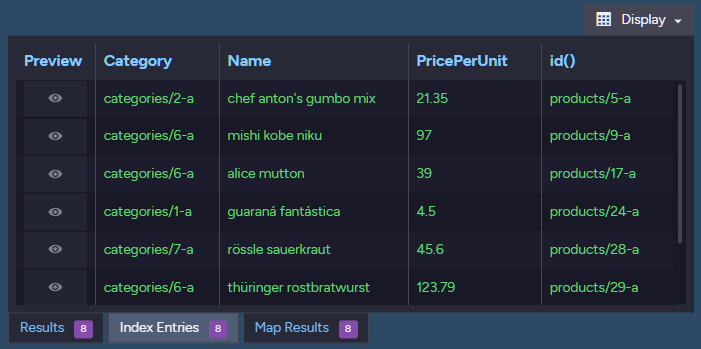 Display
Preview Category Name PricePerUnit id()
categories/2-a chef anton's gumbo mix 21.35 products/5-a
categories/6-a mishi kobe niku 97 products/9-a
categories/6-a alice mutton 39 products/17-a
categories/1-a guaraná fantástica 4.5 products/24-a
categories/7-a rössle sauerkraut 45.6 products/28-a
categories/6-a thüringer rostbratwurst 123.79 products/29-a
Results 8 Index Entries 8 Map Results 8